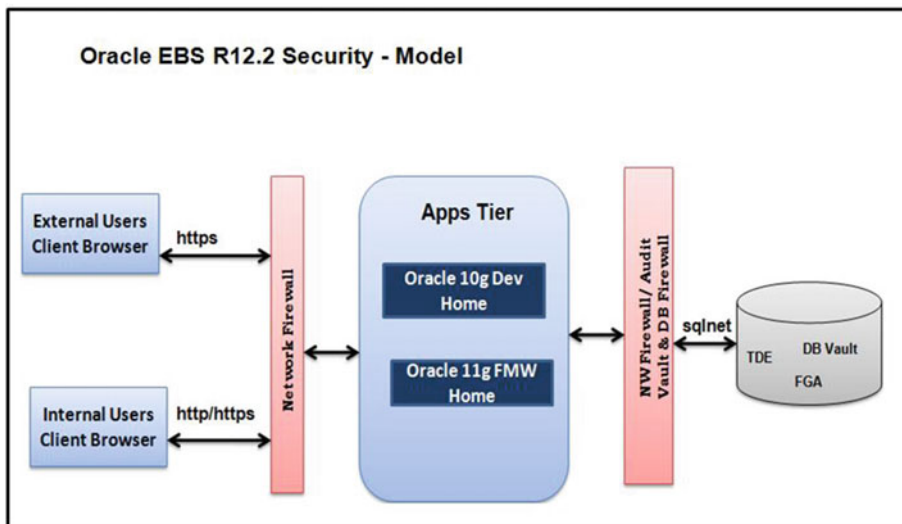 Oracle EBS R12.2 Security - Model
External Users
Client Browser
https
Internal Users
Client Browser
http/https
Network Firewall
Apps Tier
Oracle 10g Dev
Home
Oracle 11g FMW
Home
NW Firewall/ Audit
Vault & DB Firewall
sqlnet
TDE
DB Vault
FGA